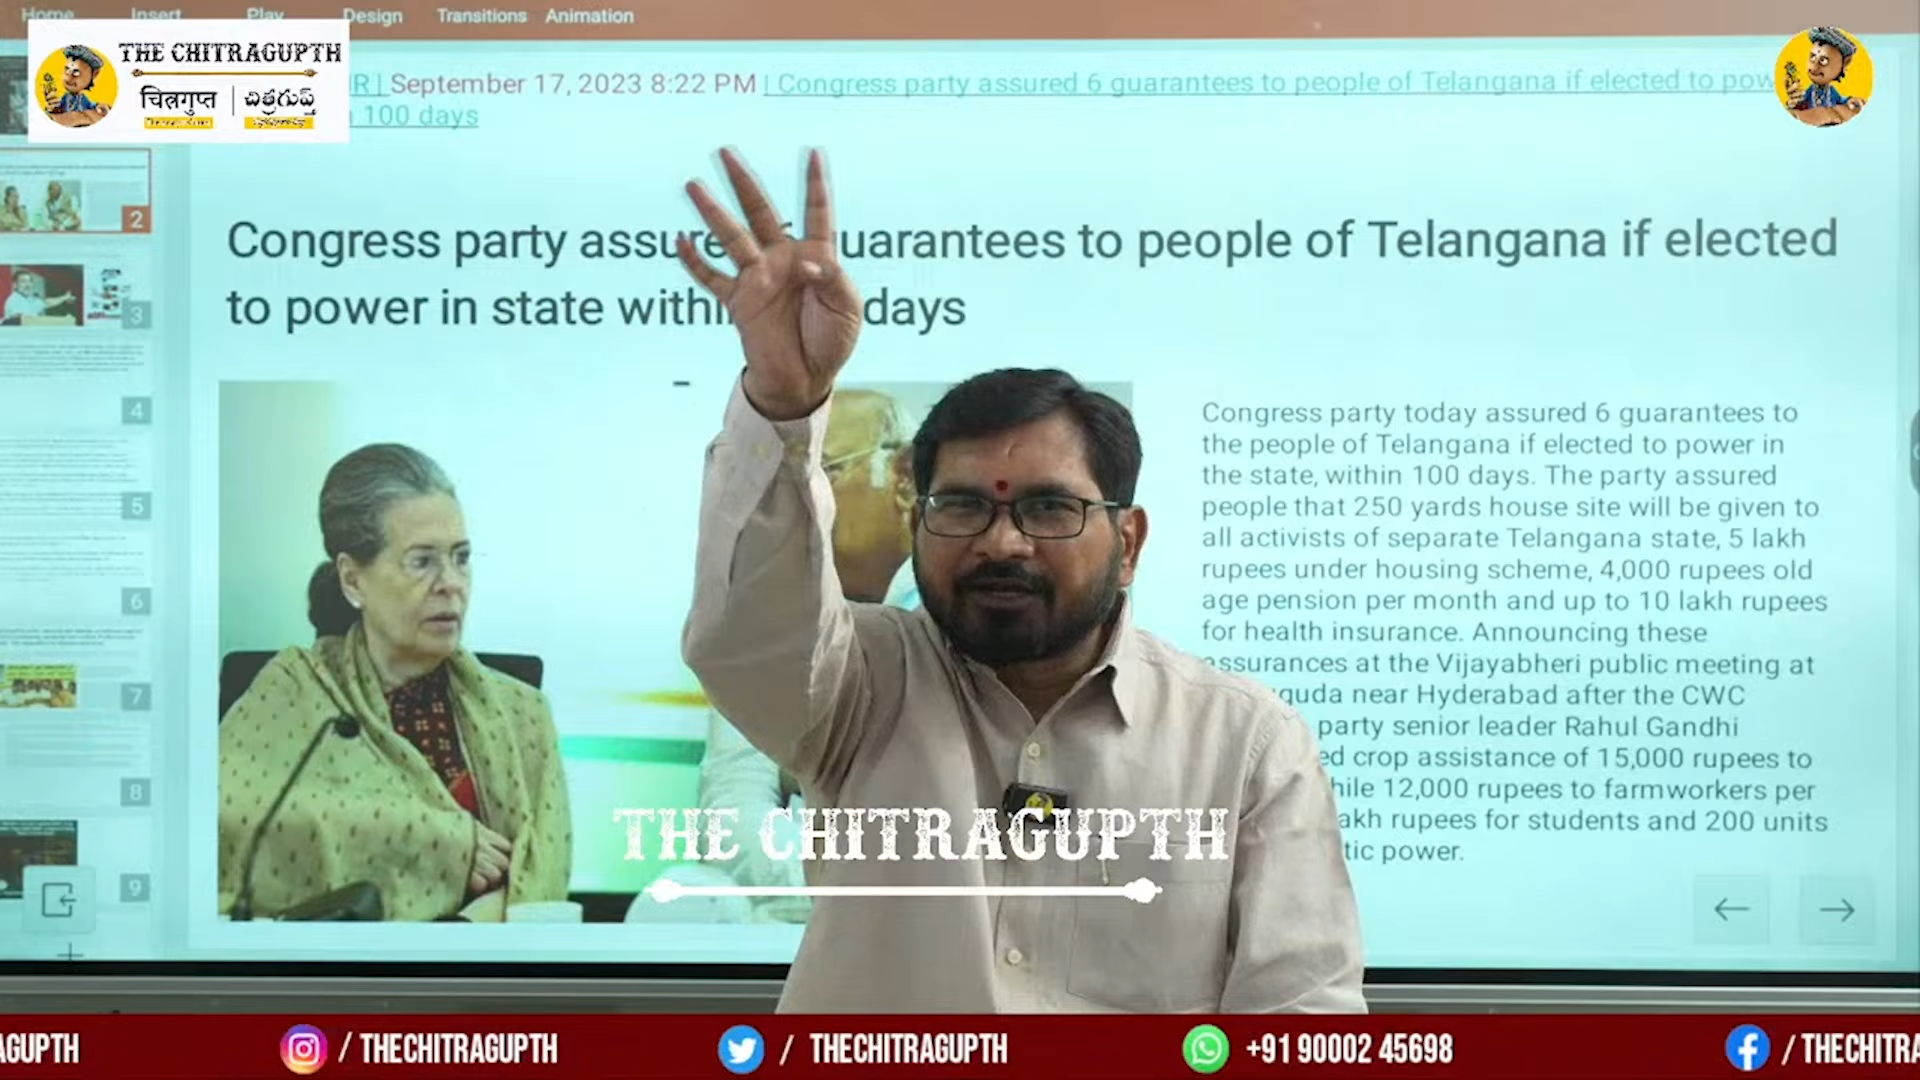 Home Insert Play Design Transitions Animation
THE CHITRAGUPTH
चित्रगुप्त | చిత్రగుప్త్
R | September 17, 2023 8:22 PM | Congress party assured 6 guarantees to people of Telangana if elected to pow
100 days
Congress party assure 6 uarantees to people of Telangana if elected
to power in state withi days
Congress party today assured 6 guarantees to
the people of Telangana if elected to power in
the state, within 100 days. The party assured
people that 250 yards house site will be given to
all activists of separate Telangana state, 5 lakh
rupees under housing scheme, 4,000 rupees old
age pension per month and up to 10 lakh rupees
for health insurance. Announcing these
assurances at the Vijayabheri public meeting at
guda near Hyderabad after the CWC
party senior leader Rahul Gandhi
ed crop assistance of 15,000 rupees to
hile 12,000 rupees to farmworkers per
akh rupees for students and 200 units
tic power.
2
3
4
5
6
7
8
9
THE CHITRAGUPTH
AGUPTH / THECHITRAGUPTH / THECHITRAGUPTH +91 90002 45698 / THECHITRA